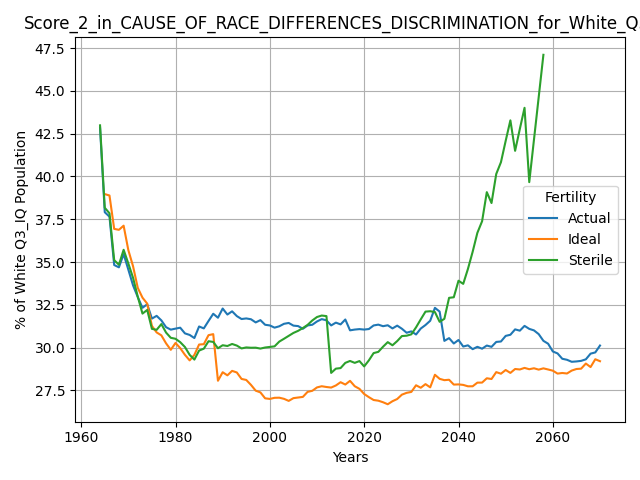 Score_2_in_CAUSE_OF_RACE_DIFFERENCES_DISCRIMINATION_for_White_Q
47.5
45.0
42.5
40.0
37.5
35.0
32.5
30.0
27.5
% of White Q3_IQ Population
Fertility
Actual
Ideal
Sterile
1960
1980
2000
2020
2040
2060
Years